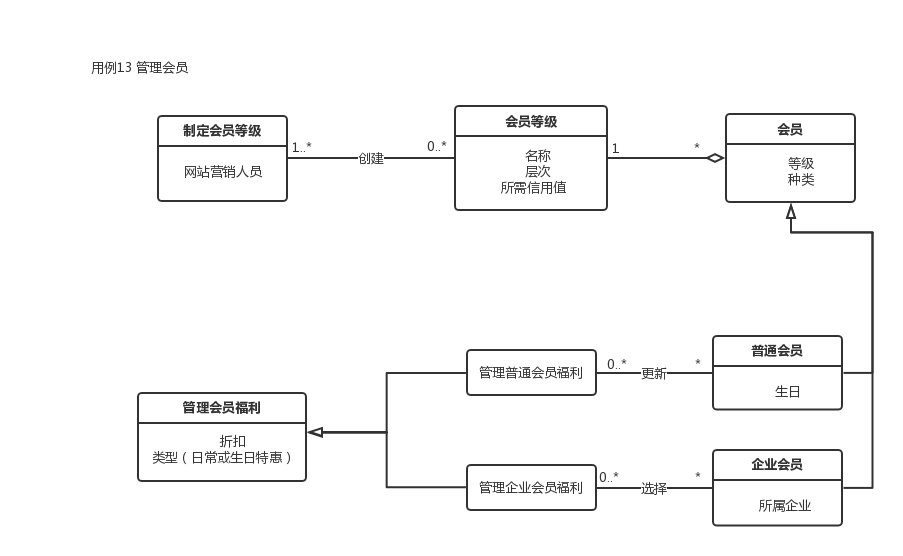 用例13 管理会员
制定会员等级
网站营销人员
1..*
创建
0..*
会员等级
名称
层次
所需信用值
1
*
会员
等级
种类
管理会员福利
折扣
类型（日常或生日特惠）
管理普通会员福利
0..*
更新
*
普通会员
生日
管理企业会员福利
0..*
选择
*
企业会员
所属企业